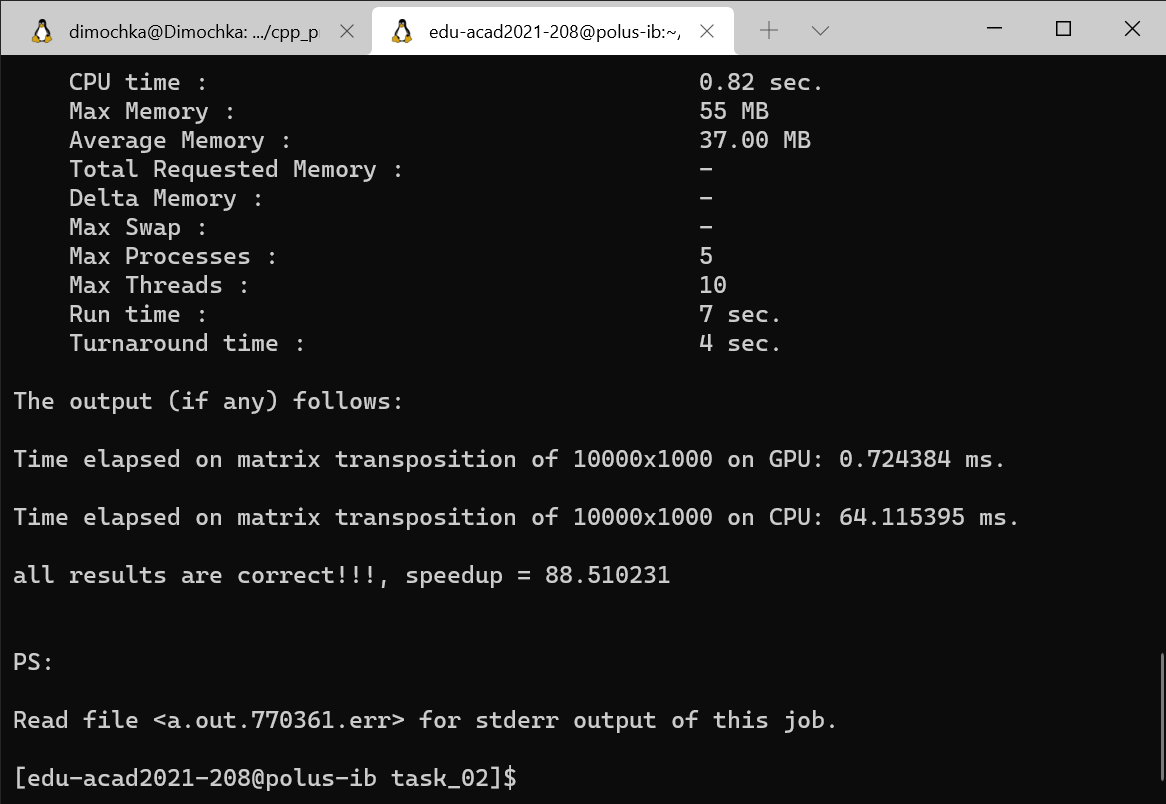 dimochka@Dimochka: .../cpp_p
edu-acad2021-208@polus-ib:~/
CPU time : 0.82 sec.
Max Memory : 55 MB
Average Memory : 37.00 MB
Total Requested Memory : -
Delta Memory : -
Max Swap : -
Max Processes : 5
Max Threads : 10
Run time : 7 sec.
Turnaround time : 4 sec.
The output (if any) follows:
Time elapsed on matrix transposition of 10000x1000 on GPU: 0.724384 ms.
Time elapsed on matrix transposition of 10000x1000 on CPU: 64.115395 ms.
all results are correct!!!, speedup = 88.510231
PS:
Read file <a.out.770361.err> for stderr output of this job.
[edu-acad2021-208@polus-ib task_02]$